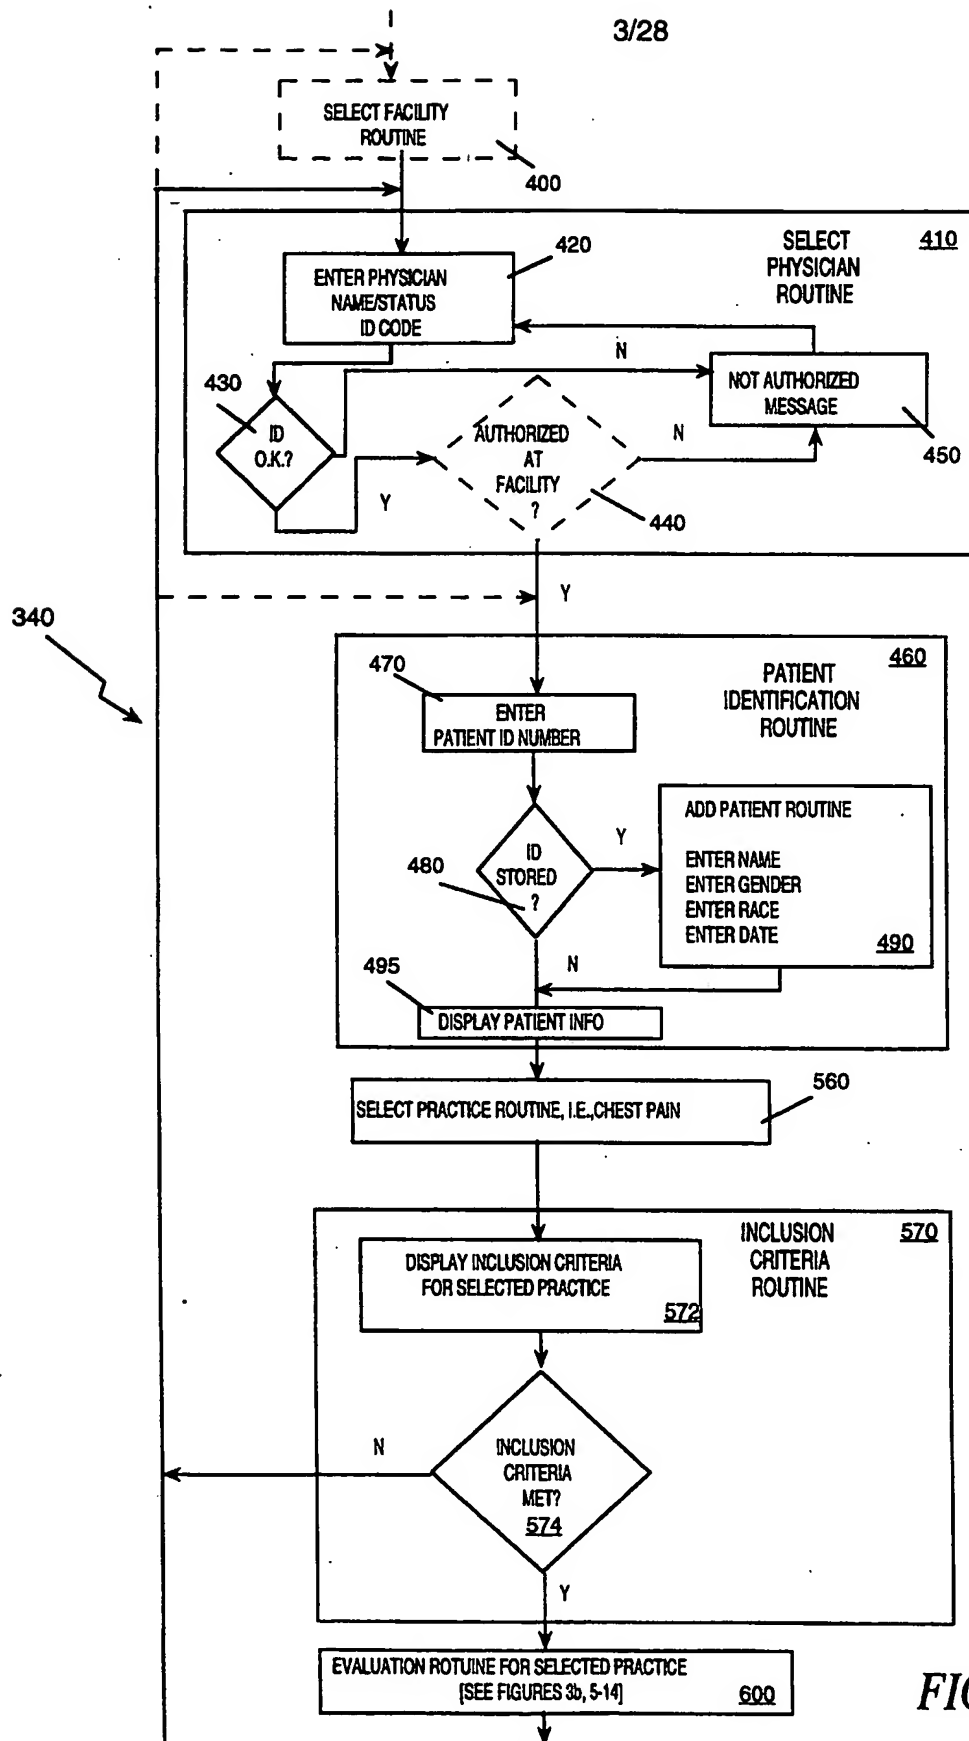 3/28
SELECT FACILITY
ROUTINE
400
SELECT
PHYSICIAN
ROUTINE
410
420
ENTER PHYSICIAN
NAME/STATUS
ID CODE
N
NOT AUTHORIZED
MESSAGE
450
430
ID
O.K.?
Y
AUTHORIZED
AT
FACILITY
?
N
440
Y
340
460
PATIENT
IDENTIFICATION
ROUTINE
470
ENTER
PATIENT ID NUMBER
ID
STORED
?
480
Y
ADD PATIENT ROUTINE
ENTER NAME
ENTER GENDER
ENTER RACE
ENTER DATE
490
N
495
DISPLAY PATIENT INFO
560
SELECT PRACTICE ROUTINE, I.E.,CHEST PAIN
INCLUSION
CRITERIA
ROUTINE
570
DISPLAY INCLUSION CRITERIA
FOR SELECTED PRACTICE
572
N
INCLUSION
CRITERIA
MET?
574
Y
EVALUATION ROTUINE FOR SELECTED PRACTICE
[SEE FIGURES 3b, 5-14]
600